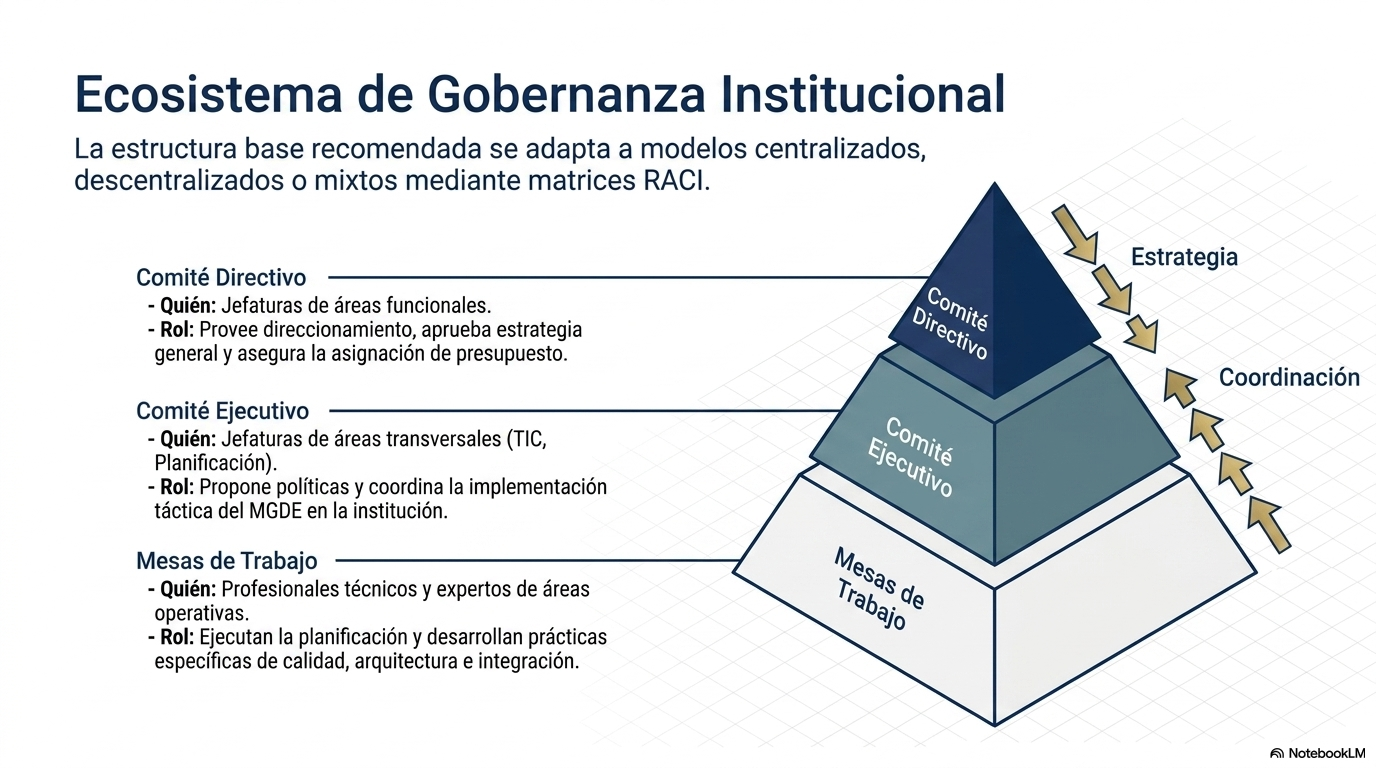 Ecosistema de Gobernanza Institucional
La estructura base recomendada se adapta a modelos centralizados,
descentralizados o mixtos mediante matrices RACI.
Comité Directivo
- Quién: Jefaturas de áreas funcionales.
- Rol: Provee direccionamiento, aprueba estrategia
general y asegura la asignación de presupuesto.
Comité Ejecutivo
- Quién: Jefaturas de áreas transversales (TIC,
Planificación).
- Rol: Propone políticas y coordina la implementación
táctica del MGDE en la institución.
Mesas de Trabajo
- Quién: Profesionales técnicos y expertos de áreas
operativas.
- Rol: Ejecutan la planificación y desarrollan prácticas
específicas de calidad, arquitectura e integración.
Comité
Directivo
Comité
Ejecutivo
Mesas de
Trabajo
Estrategia
Coordinación
NotebookLM